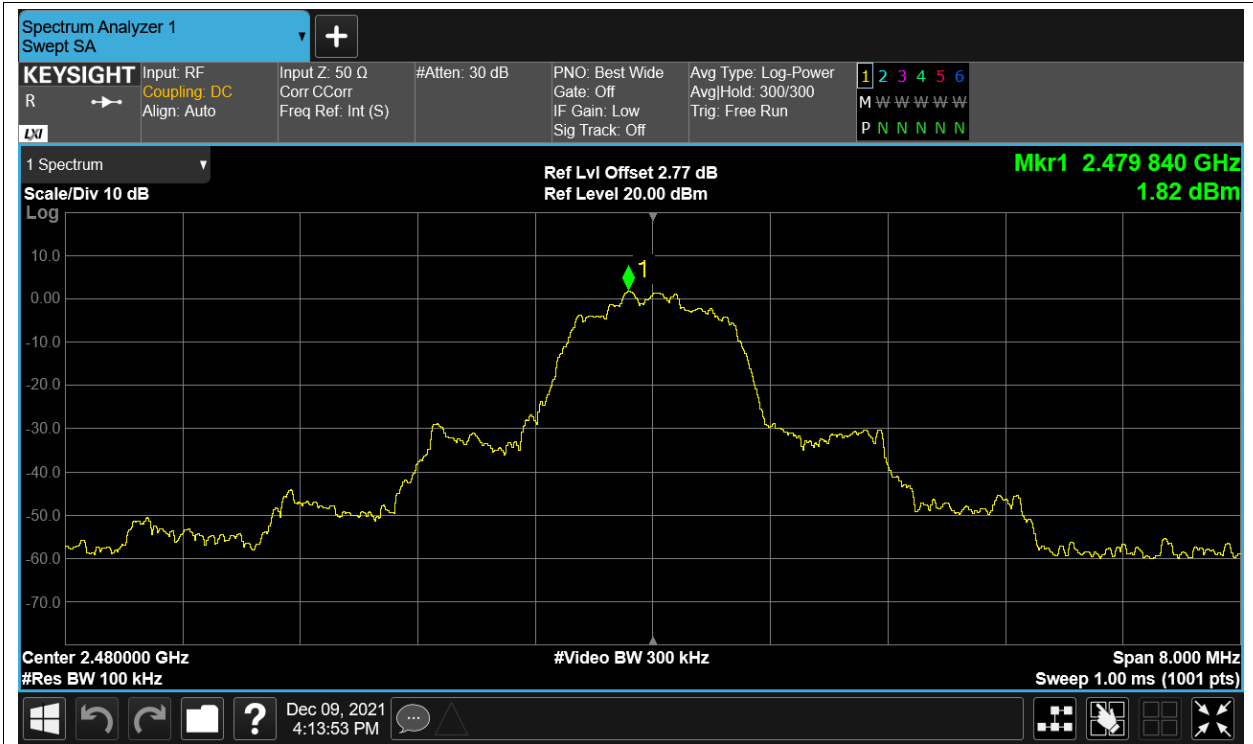 Spectrum Analyzer 1
Swept SA
+
KEYSIGHT
R
LXI
Input: RF
Coupling: DC
Align: Auto
Input Z: 50 Ω
Corr CCorr
Freq Ref: Int (S)
#Atten: 30 dB
PNO: Best Wide
Gate: Off
IF Gain: Low
Sig Track: Off
Avg Type: Log-Power
Avg|Hold: 300/300
Trig: Free Run
1 2 3 4 5 6
M W W W W W
P N N N N N
1 Spectrum
Scale/Div 10 dB
Ref Lvl Offset 2.77 dB
Ref Level 20.00 dBm
Mkr1 2.479 840 GHz
1.82 dBm
Log
10.0
0.00
-10.0
-20.0
-30.0
-40.0
-50.0
-60.0
-70.0
1
Center 2.480000 GHz
#Res BW 100 kHz
#Video BW 300 kHz
Span 8.000 MHz
Sweep 1.00 ms (1001 pts)
?
Dec 09, 2021
4:13:53 PM